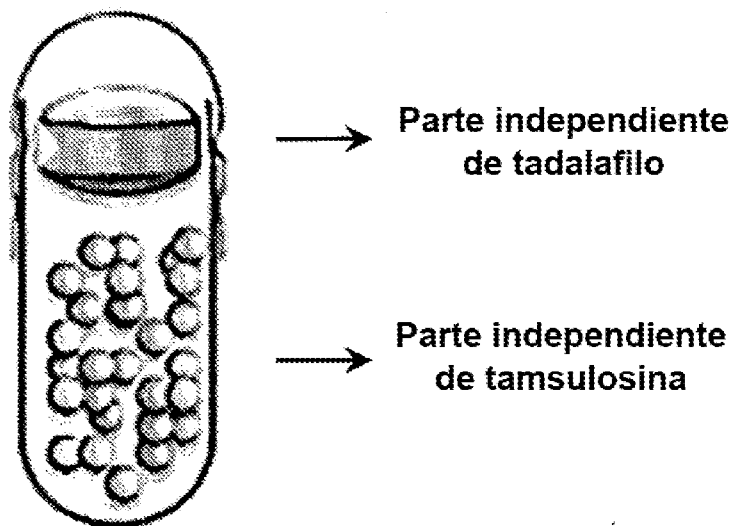 Parte independiente
de tadalafilo
Parte independiente
de tamsulosina